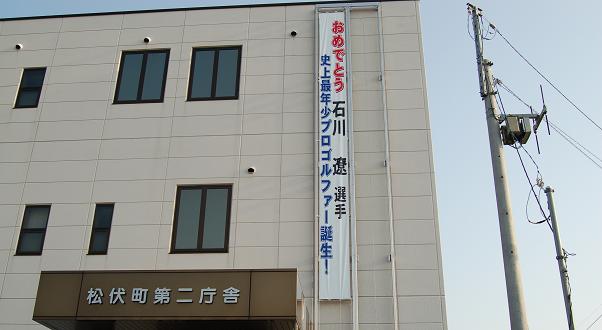 おめでとう 石川 遼 選手
史上最年少プロゴルファー誕生！
松伏町第二庁舎